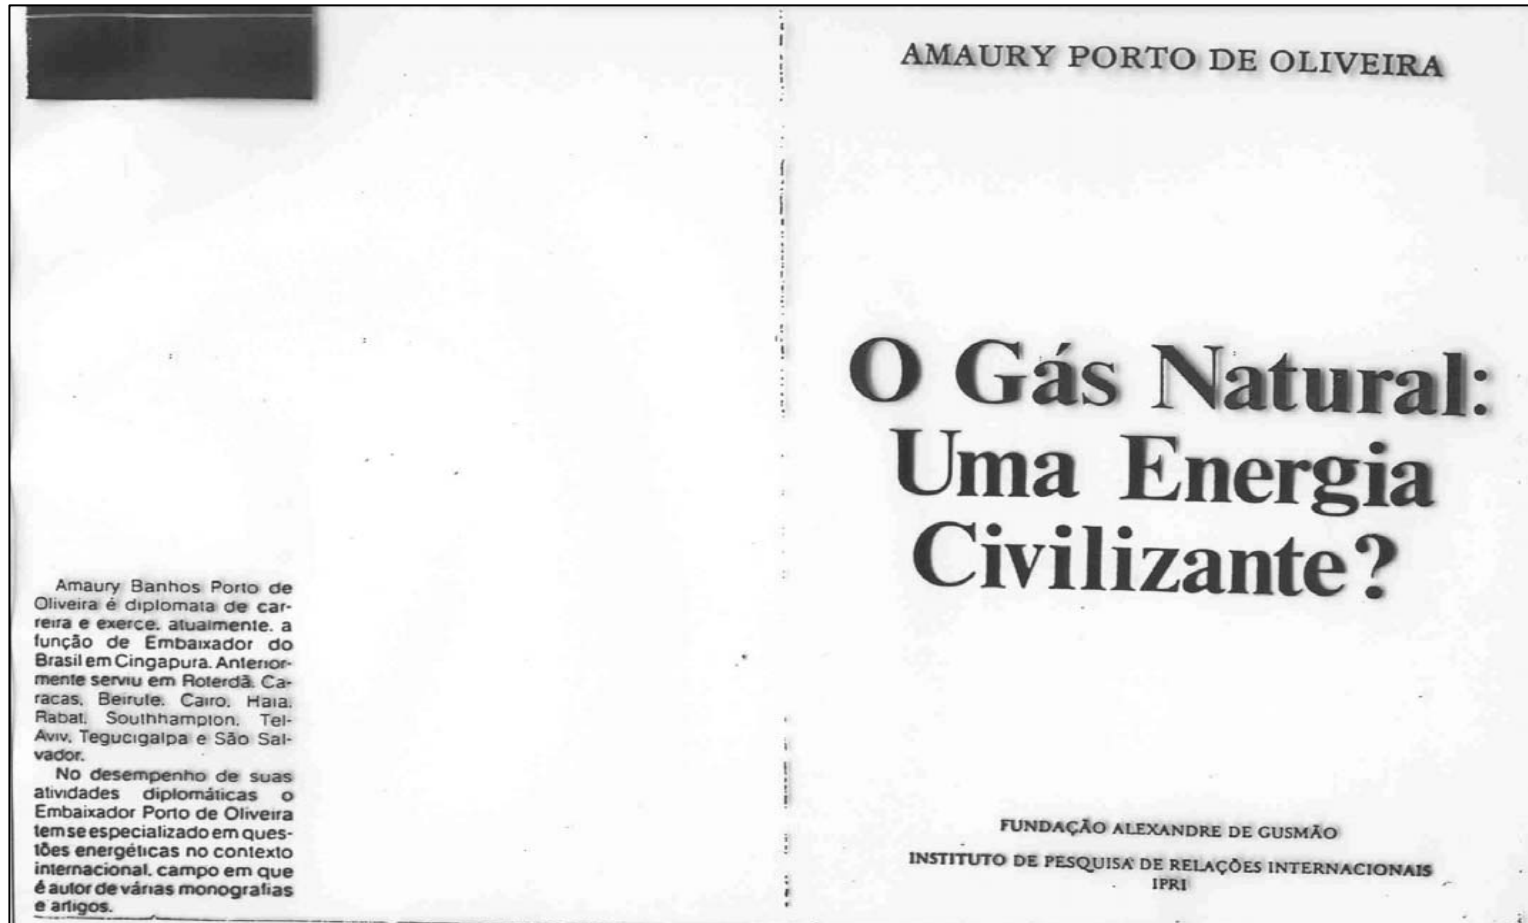 Amaury Banhos Porto de
Oliveira é diplomata de car-
reira e exerce, atualmente, a
função de Embaixador do
Brasil em Cingapura. Anterior-
mente serviu em Roterdã, Ca-
racas, Beirute, Cairo, Haia,
Rabat, Southhampton, Tel-
Aviv, Tegucigalpa e São Sal-
vador.
No desempenho de suas
atividades diplomáticas o
Embaixador Porto de Oliveira
tem se especializado em ques-
tões energéticas no contexto
internacional, campo em que
é autor de várias monografias
e artigos.
AMAURY PORTO DE OLIVEIRA
O Gás Natural:
Uma Energia
Civilizante?
FUNDAÇÃO ALEXANDRE DE GUSMÃO
INSTITUTO DE PESQUISA DE RELAÇÕES INTERNACIONAIS
IPRI